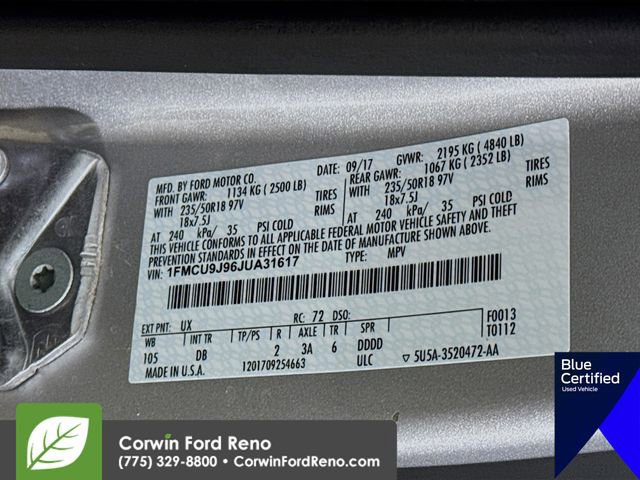 MFD. BY FORD MOTOR CO.
09/17
GVWR: 2195 KG ( 4840 LB)
FRONT GAWR: 1134 KG ( 2500 LB)
WITH 235/50R18 97V TIRES
18x7.5J RIMS
AT 240 kPa/ 35 PSI COLD
REAR GAWR: 1067 KG ( 2352 LB)
WITH 235/50R18 97V TIRES
18x7.5J RIMS
AT 240 kPa/ 35 PSI COLD
THIS VEHICLE CONFORMS TO ALL APPLICABLE FEDERAL MOTOR VEHICLE SAFETY AND THEFT
PREVENTION STANDARDS IN EFFECT ON THE DATE OF MANUFACTURE SHOWN ABOVE.
VIN: 1FMCU9J96JUA31617
TYPE: MPV
EXT PNT: UX RC: 72 DSO: F0013
T0112
WB INT TR TP/PS R AXLE TR SPR
105 DB 2 3A 6 DDDD
MADE IN U.S.A. 1201709254663 ULC ▽ 5U5A-3520472-AA
Blue
Certified
Used Vehicle
Corwin Ford Reno
(775) 329-8800 • CorwinFordReno.com